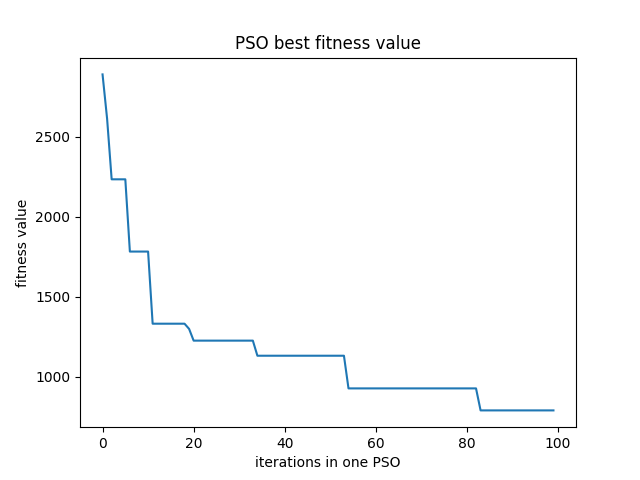 PSO best fitness value
2500
2000
1500
1000
fitness value
0 20 40 60 80 100
iterations in one PSO